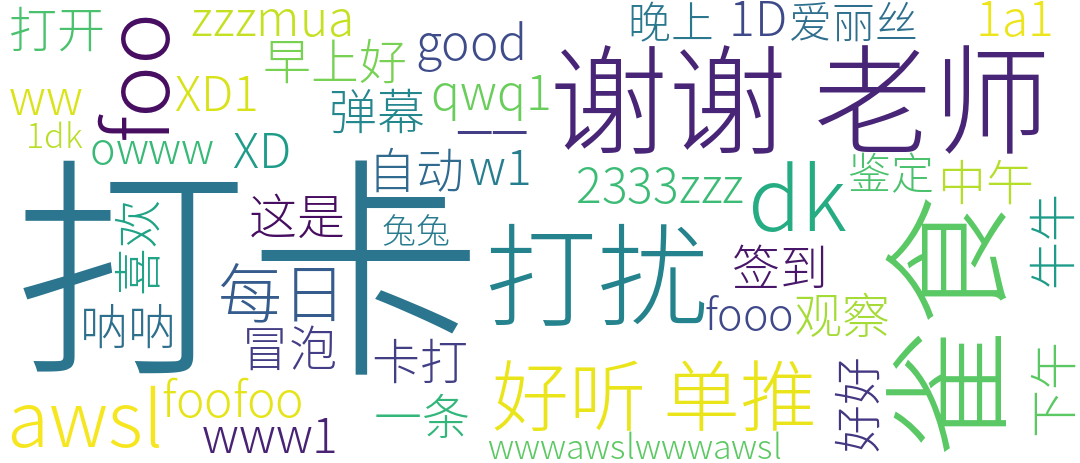 打开
zzzmua
foo
早上好
good
晚上
1D
爱丽丝
1a1
ww
XD1
弹幕
qwq1
一一
谢谢
老师
1dk
owww
XD
自动
w1
2333zzz
dk
鉴定
中午
打卡
喜欢
这是
兔兔
打扰
签到
雀食
牛牛
呐呐
每日
冒泡
fooo
观察
卡打
好听
单推
好好
下午
awsl
foofoo
www1
一条
wwwawslwwwawsl